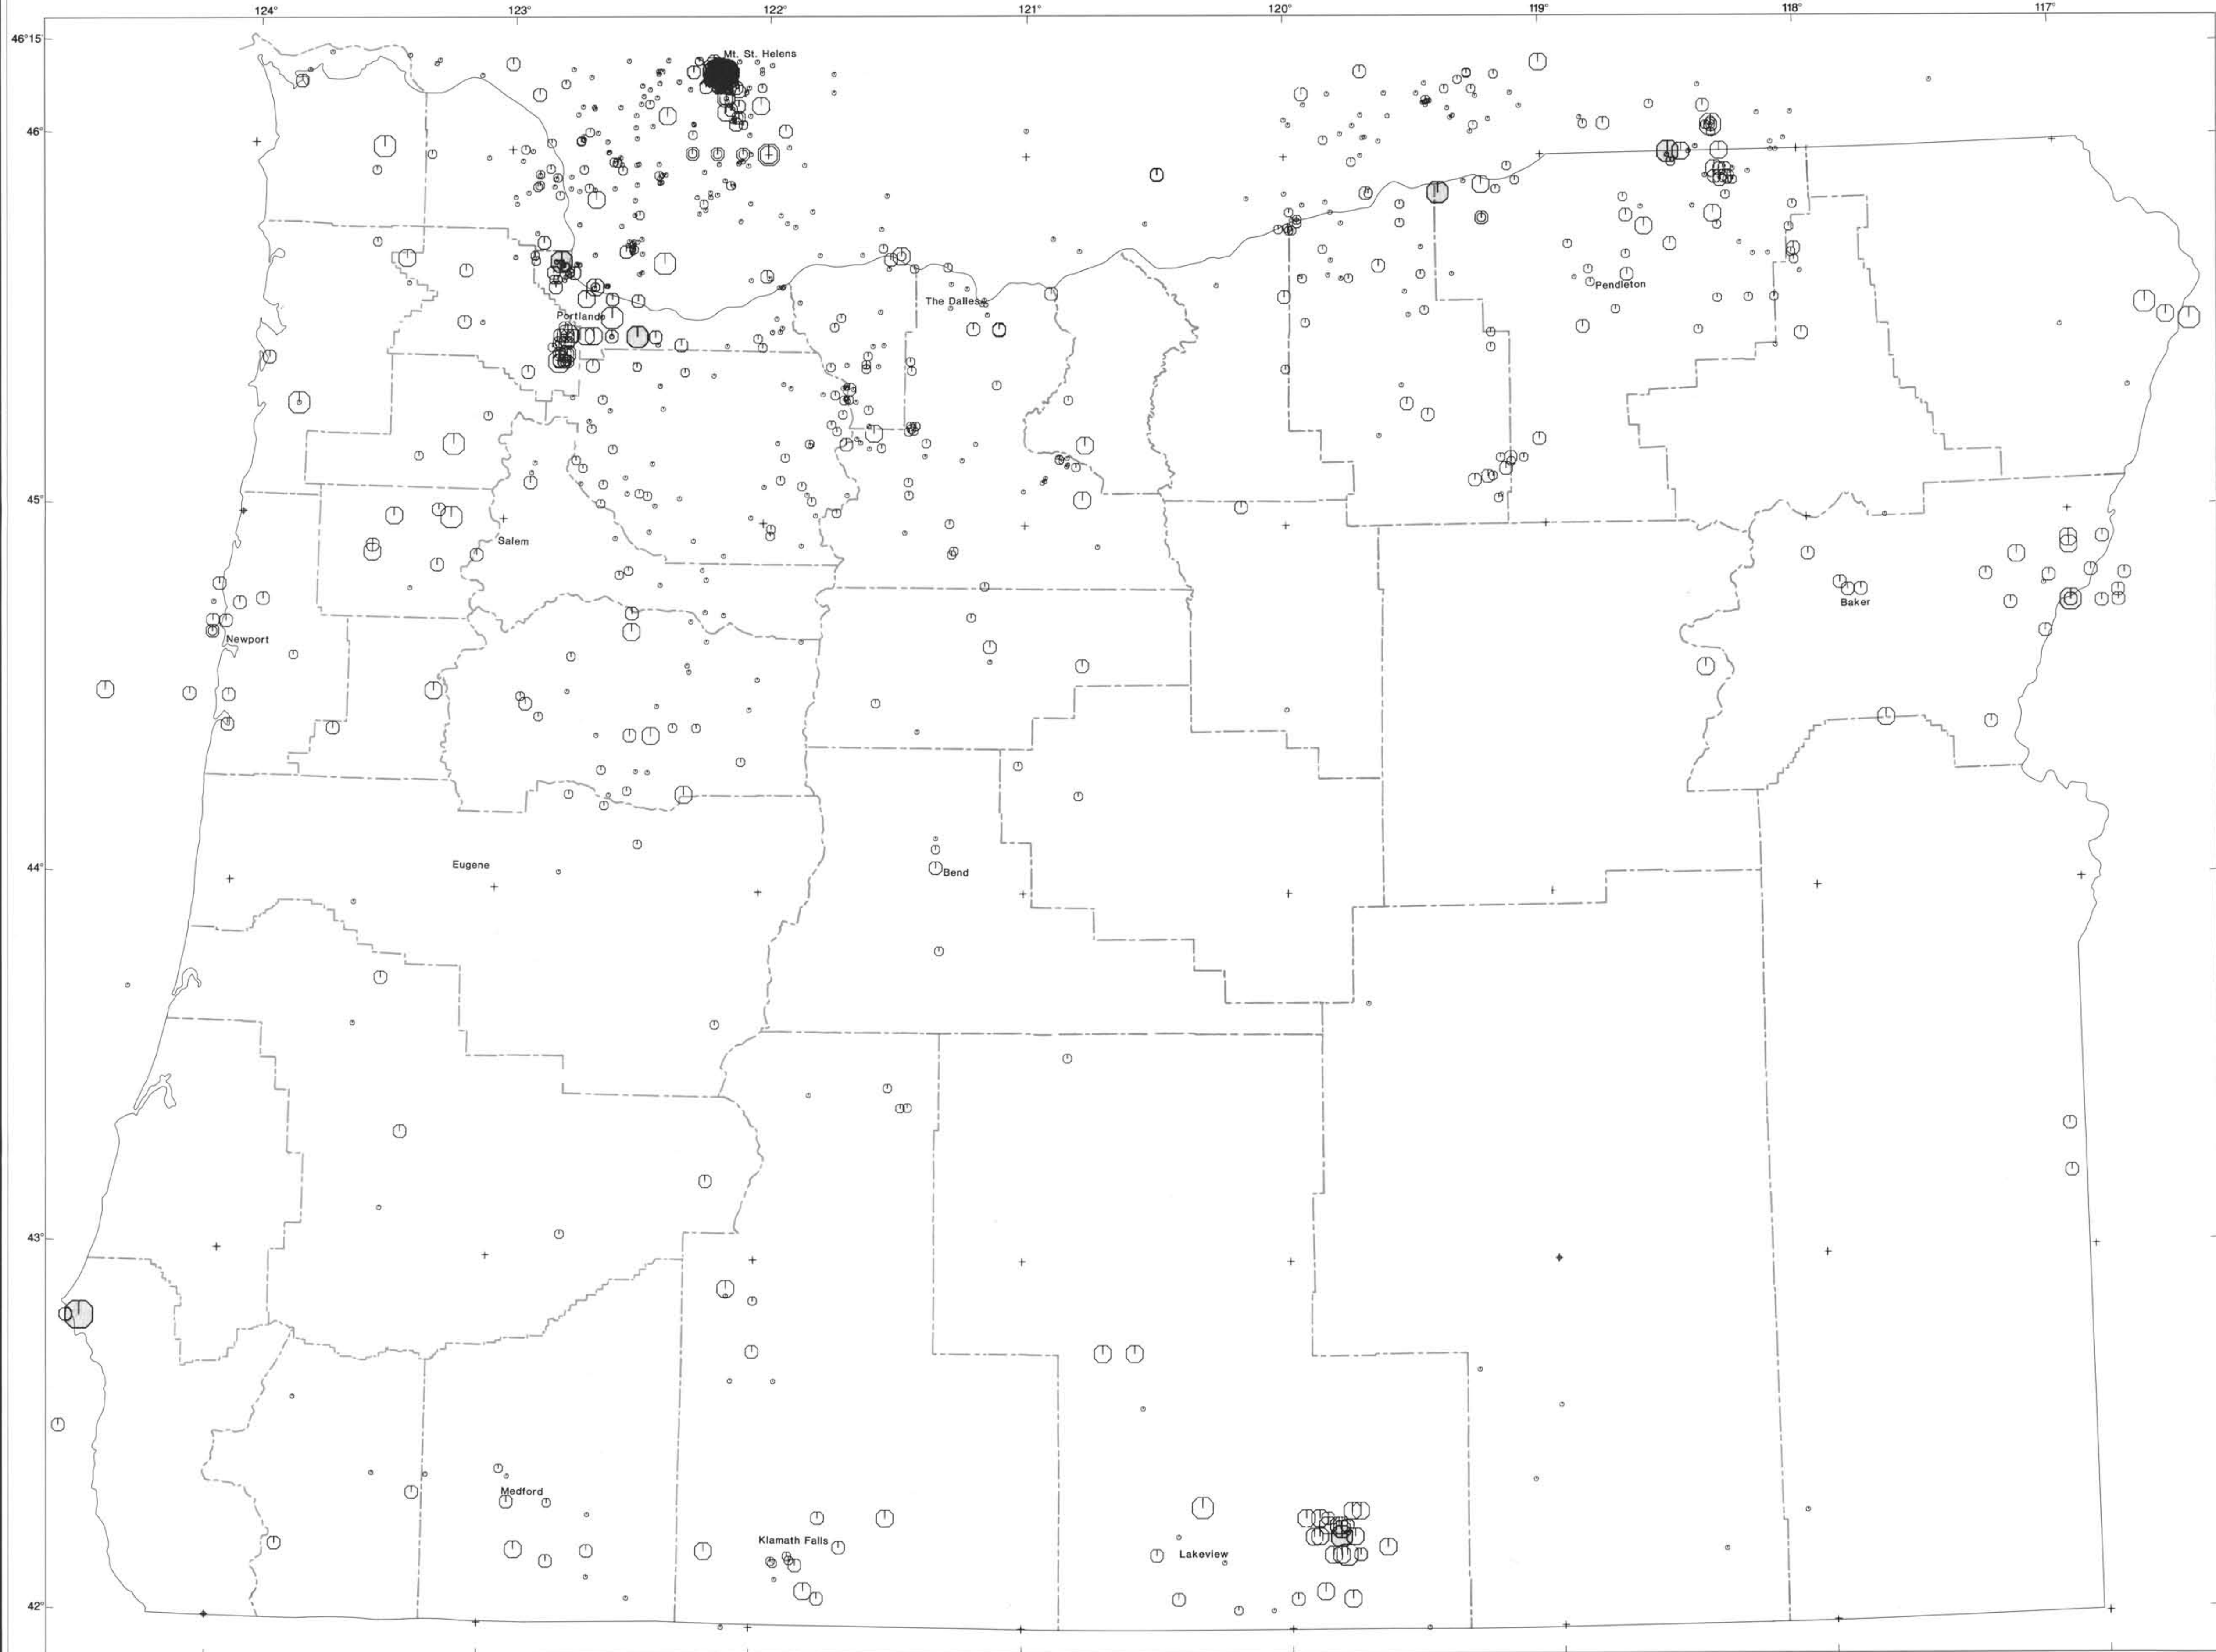 124° 123° 122° 121° 120° 119° 118° 117°
46°15'
Mt. St. Helens
46°
The Dalles
Pendleton
Portland
45°
Salem
Baker
Newport
44°
Eugene
Bend
43°
Medford
Klamath Falls
Lakeview
42°